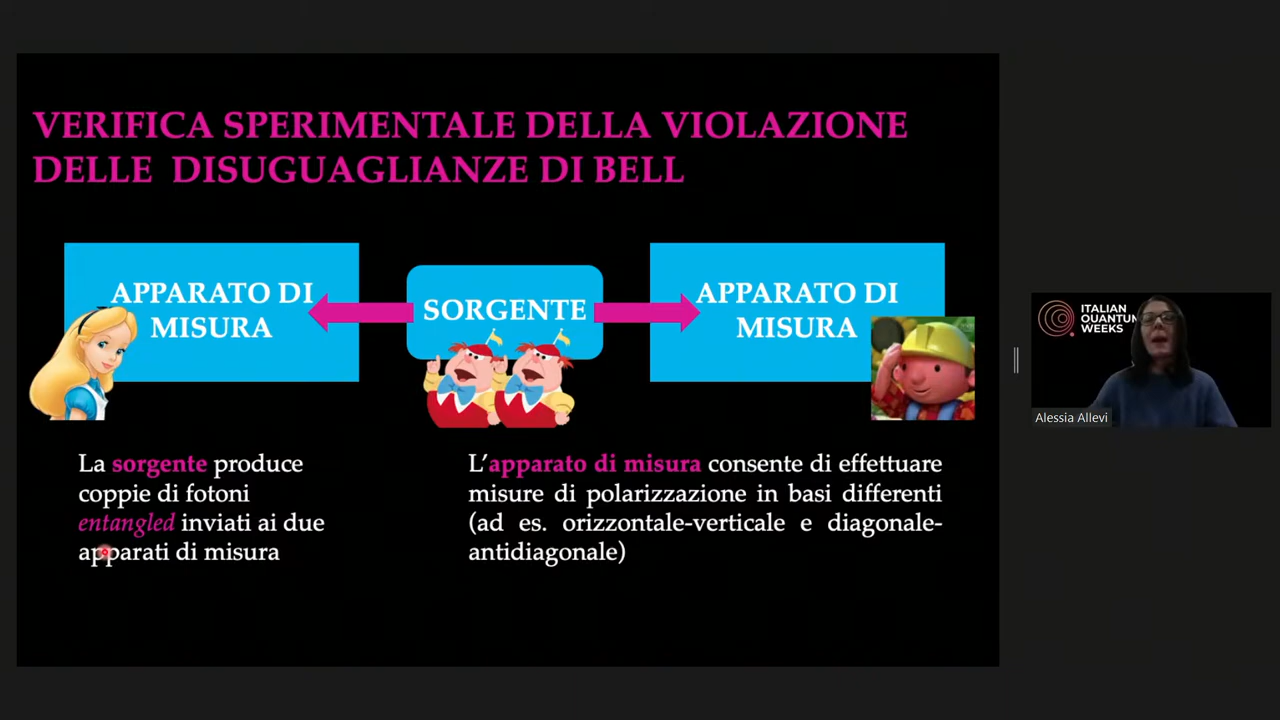 VERIFICA SPERIMENTALE DELLA VIOLAZIONE
DELLE DISUGUAGLIANZE DI BELL
APPARATO DI
MISURA
SORGENTE
APPARATO DI
MISURA
La sorgente produce
coppie di fotoni
entangled inviati ai due
apparati di misura
L’apparato di misura consente di effettuare
misure di polarizzazione in basi differenti
(ad es. orizzontale-verticale e diagonale-
antidiagonale)
ITALIAN
QUANTUM
WEEKS
Alessia Allevi